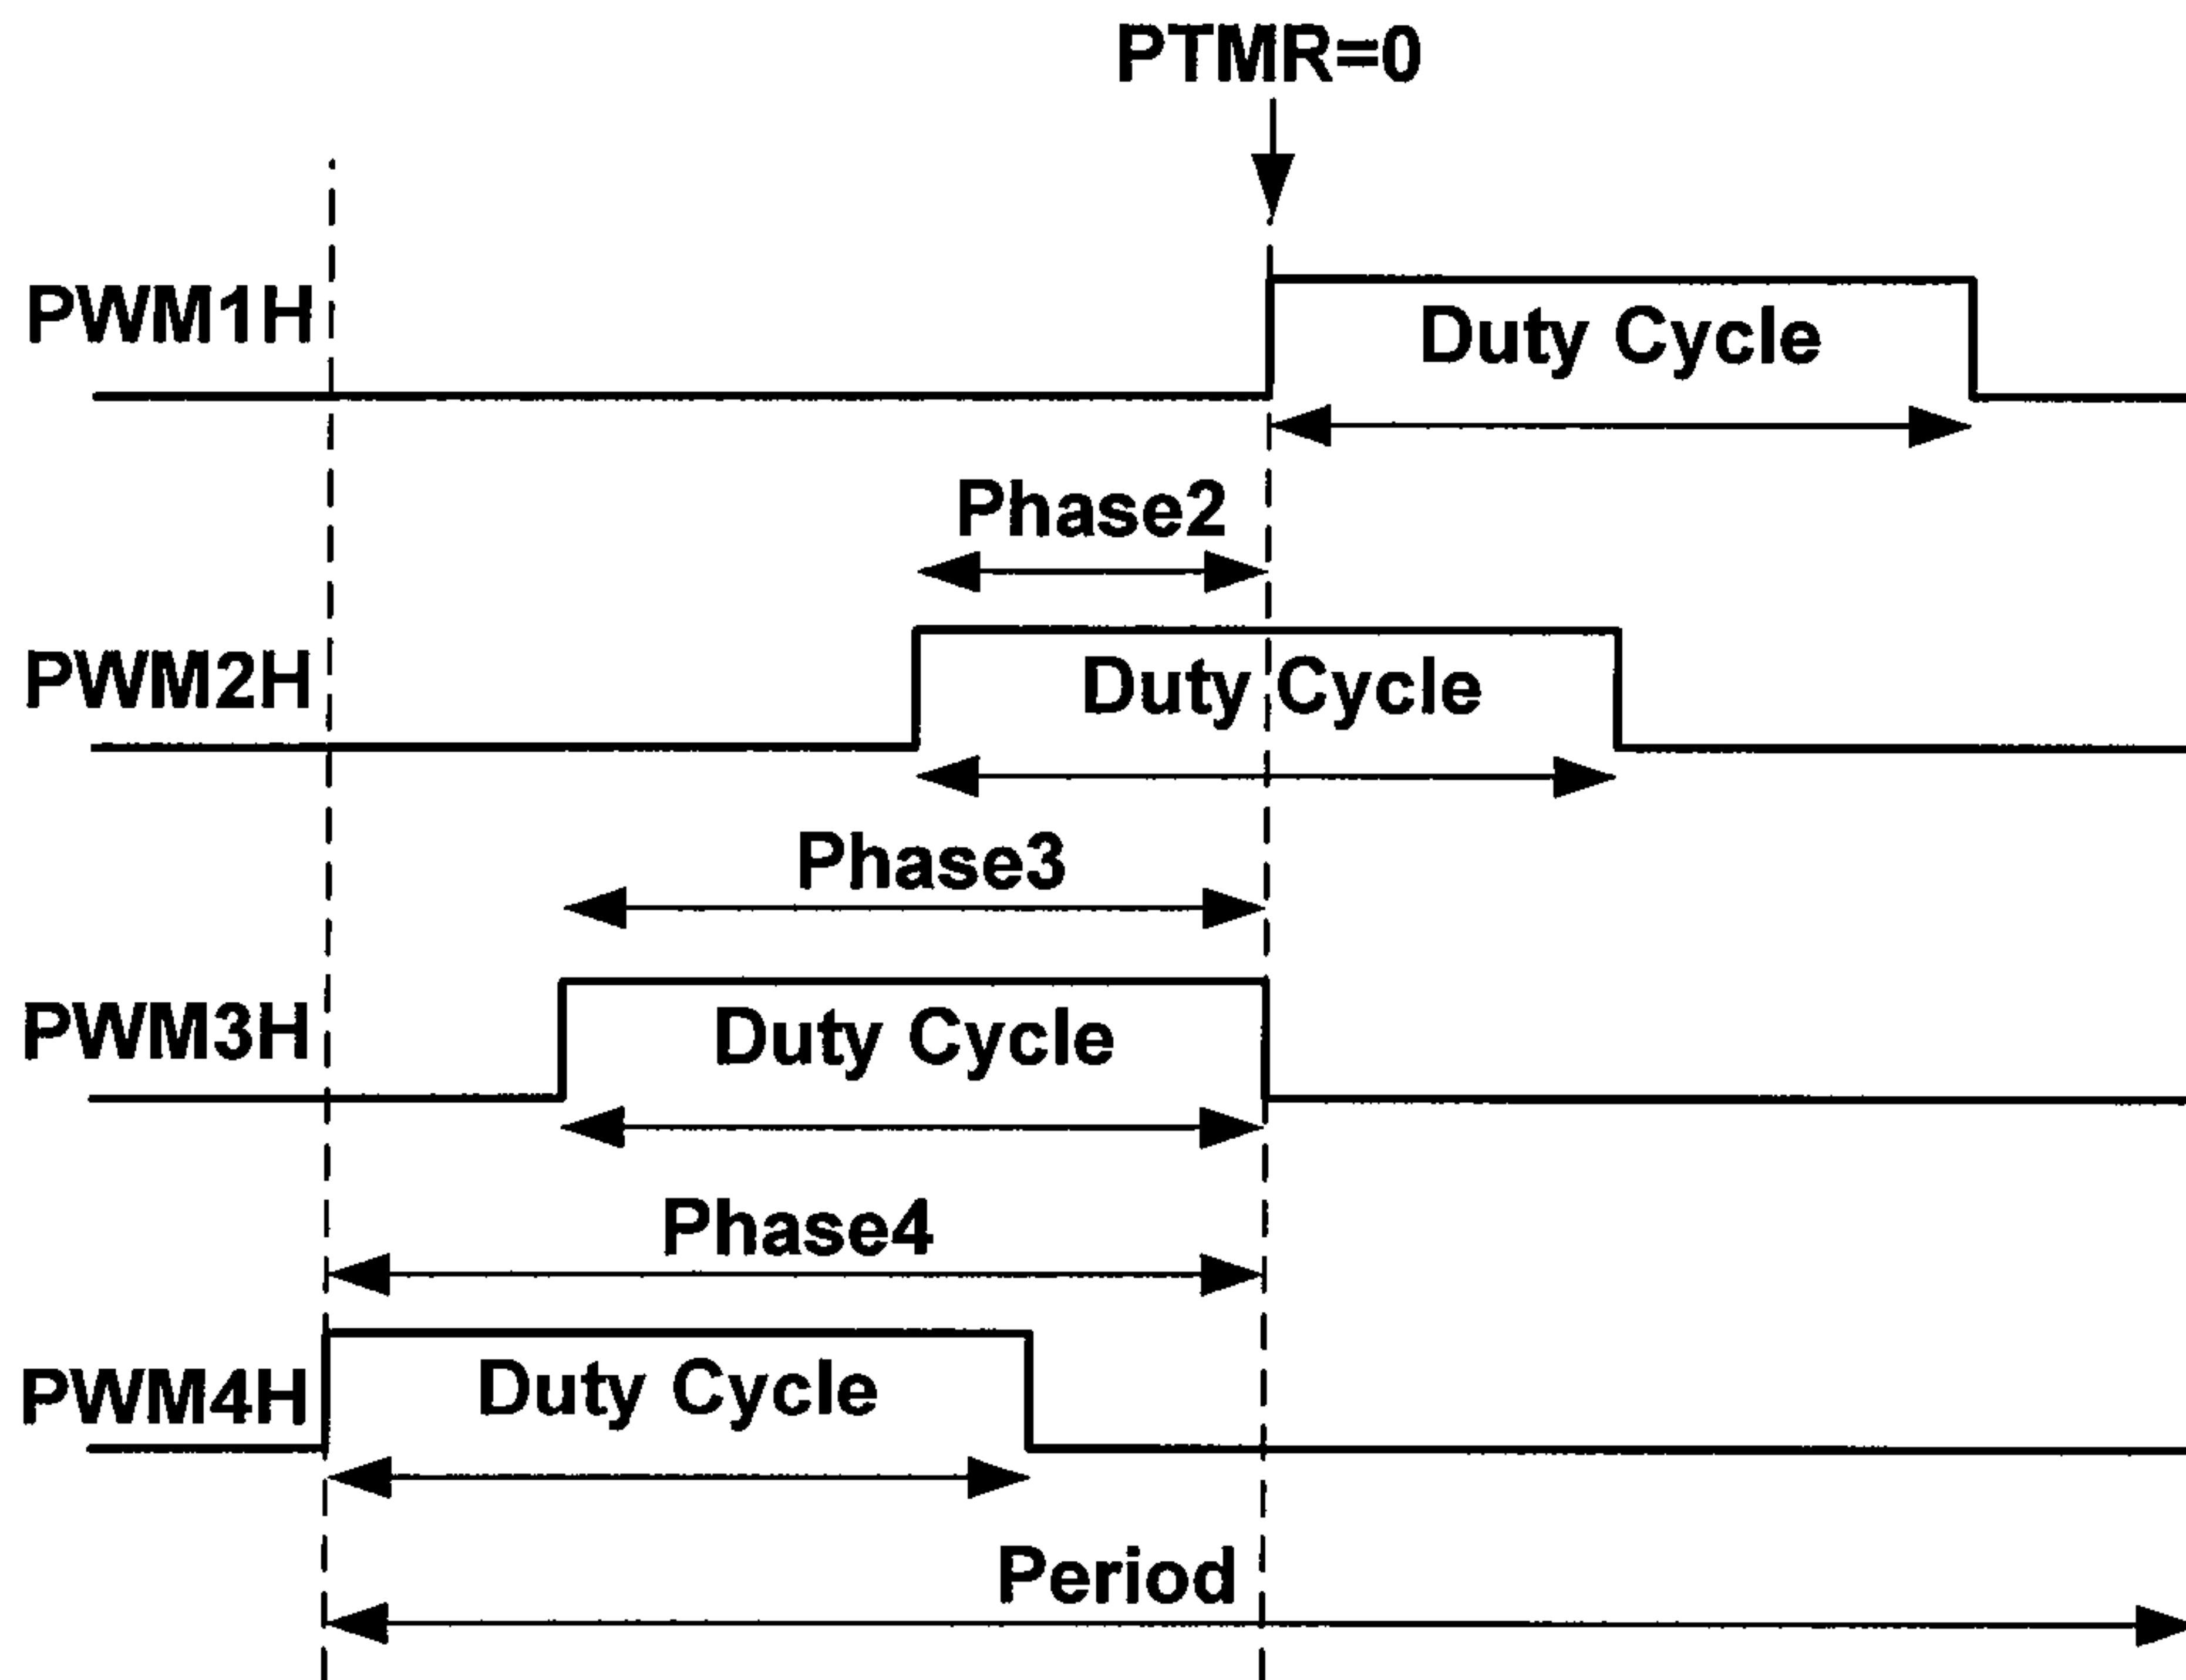 PTMR=0
PWM1H
Duty Cycle
Phase2
PWM2H
Duty Cycle
Phase3
PWM3H
Duty Cycle
Phase4
PWM4H
Duty Cycle
Period